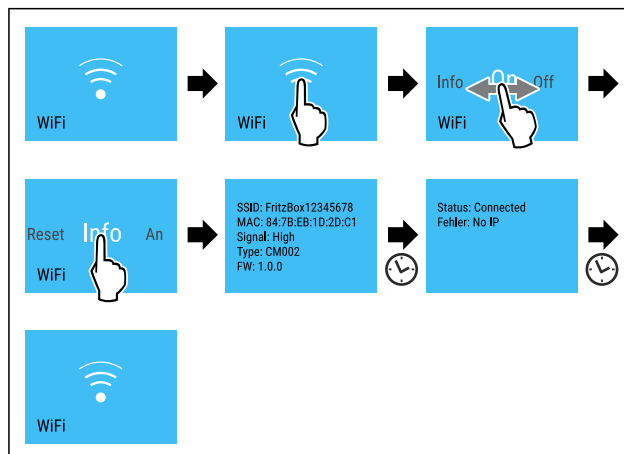 WiFi
WiFi
Info On Off
WiFi
Reset Info An
WiFi
SSID: FritzBox12345678
MAC: 84:7B:EB:1D:2D:C1
Signal: High
Type: CM002
FW: 1.0.0
Status: Connected
Fehler: No IP
WiFi